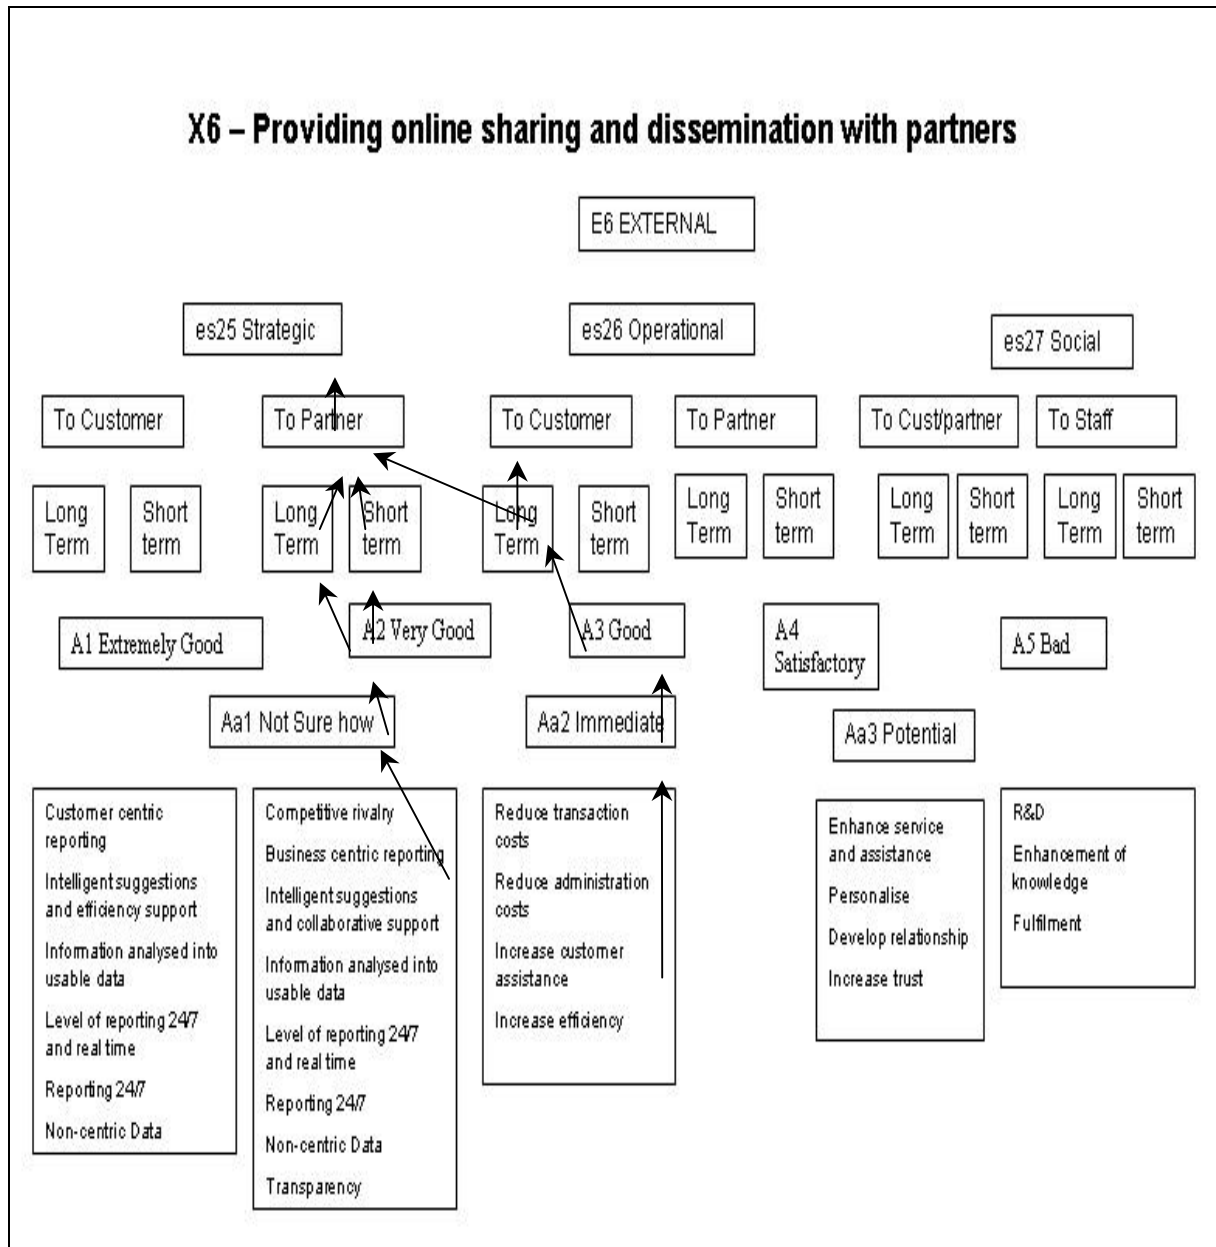 X6 – Providing online sharing and dissemination with partners
E6 EXTERNAL
es25 Strategic
es26 Operational
es27 Social
To Customer
To Partner
To Customer
To Partner
To Cust/partner
To Staff
Long
Term
Short
term
Long
Term
Short
term
Long
Term
Short
term
Long
Term
Short
term
Long
Term
Short
term
Long
Term
Short
term
A1 Extremely Good
A2 Very Good
A3 Good
A4
Satisfactory
A5 Bad
Aa1 Not Sure how
Aa2 Immediate
Aa3 Potential
Customer centric
reporting
Intelligent suggestions
and efficiency support
Information analysed into
usable data
Level of reporting 24/7
and real time
Reporting 24/7
Non-centric Data
Competitive rivalry
Business centric reporting
Intelligent suggestions
and collaborative support
Information analysed into
usable data
Level of reporting 24/7
and real time
Reporting 24/7
Non-centric Data
Transparency
Reduce transaction
costs
Reduce administration
costs
Increase customer
assistance
Increase efficiency
Enhance service
and assistance
Personalise
Develop relationship
Increase trust
R&D
Enhancement of
knowledge
Fulfilment